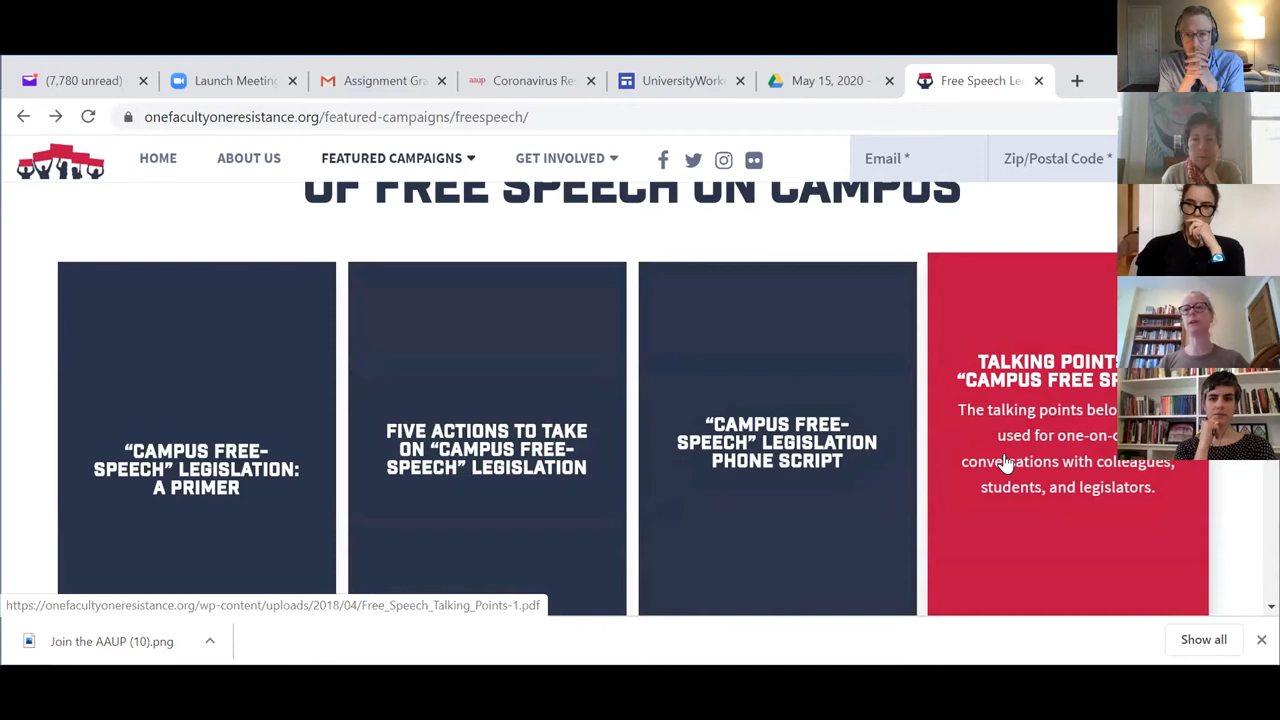 (7,780 unread)
Launch Meetin
Assignment Gra
aaup Coronavirus Re
UniversityWork
May 15, 2020 -
Free Speech Le
onefacultyoneresistance.org/featured-campaigns/freespeech/
HOME
ABOUT US
FEATURED CAMPAIGNS
GET INVOLVED
Email *
Zip/Postal Code *
OF FREE SPEECH ON CAMPUS
“CAMPUS FREE-
SPEECH” LEGISLATION:
A PRIMER
FIVE ACTIONS TO TAKE
ON “CAMPUS FREE-
SPEECH” LEGISLATION
“CAMPUS FREE-
SPEECH” LEGISLATION
PHONE SCRIPT
TALKING POINTS
“CAMPUS FREE SP
The talking points belo
used for one-on-o
conversations with colleagues,
students, and legislators.
https://onefacultyoneresistance.org/wp-content/uploads/2018/04/Free_Speech_Talking_Points-1.pdf
Join the AAUP (10).png
Show all